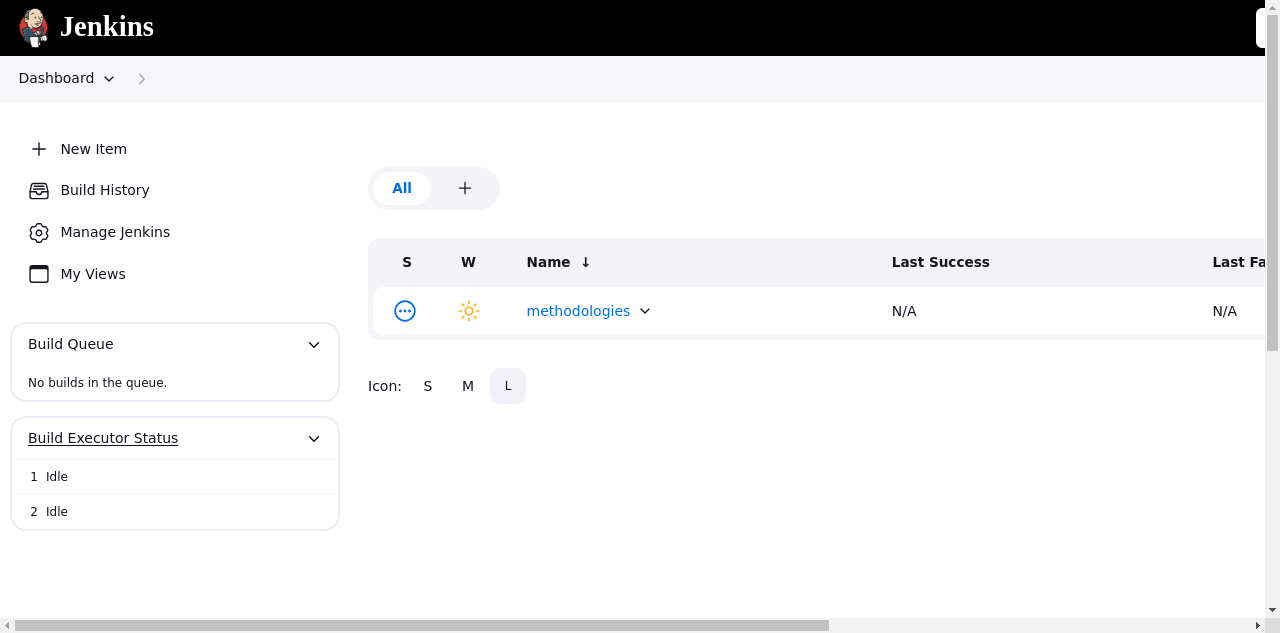 Jenkins
Dashboard
New Item
Build History
Manage Jenkins
My Views
Build Queue
No builds in the queue.
Build Executor Status
1 Idle
2 Idle
All
S W Name ↓ Last Success Last Fa
methodologies N/A N/A
Icon: S M L